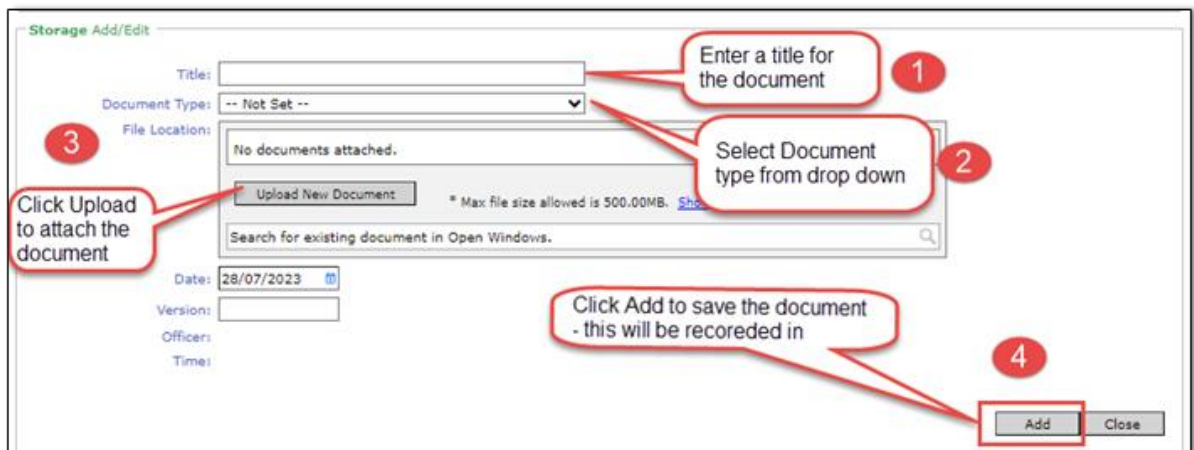 Storage Add/Edit
Enter a title for
the document
1
Title:
Document Type: -- Not Set --
File Location:
3
No documents attached.
Select Document
type from drop down
2
Click Upload
to attach the
document
Upload New Document
* Max file size allowed is 500.00MB.
Search for existing document in Open Windows.
Date: 28/07/2023
Version:
Officer:
Time:
Click Add to save the document
- this will be recoreded in
4
Add Close